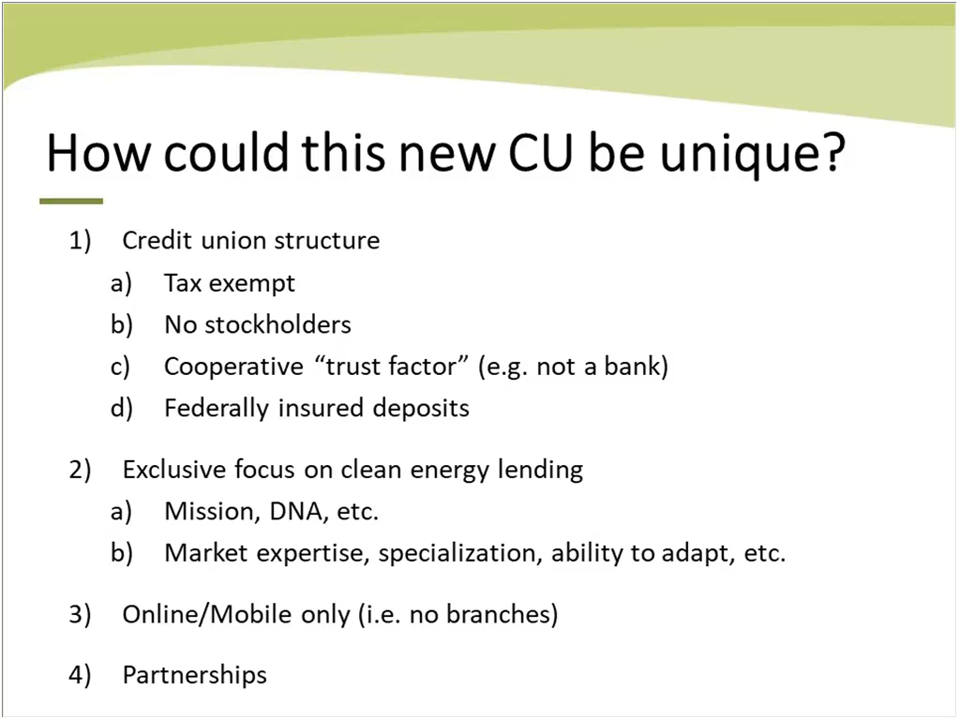 How could this new CU be unique?
1) Credit union structure
a) Tax exempt
b) No stockholders
c) Cooperative “trust factor” (e.g. not a bank)
d) Federally insured deposits
2) Exclusive focus on clean energy lending
a) Mission, DNA, etc.
b) Market expertise, specialization, ability to adapt, etc.
3) Online/Mobile only (i.e. no branches)
4) Partnerships